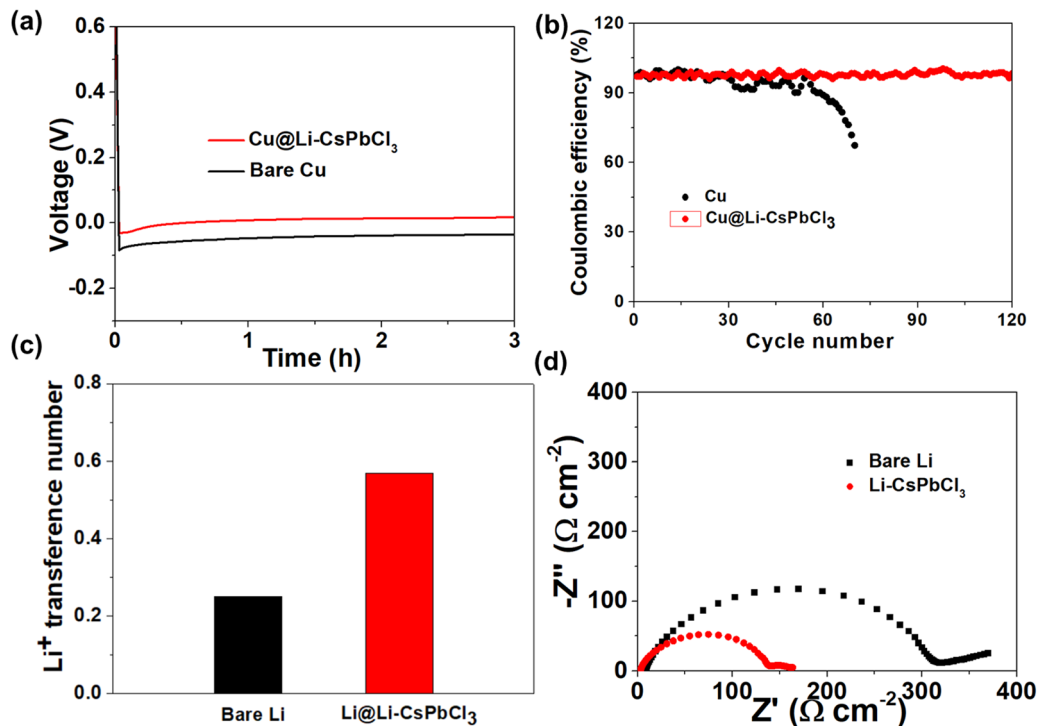 (a)
0.6
0.4
0.2
0.0
-0.2
Voltage (V)
Cu@Li-CsPbCl3
Bare Cu
0
1
2
3
Time (h)
(b)
120
90
60
30
0
Coulombic efficiency (%)
Cu
Cu@Li-CsPbCl3
0
30
60
90
120
Cycle number
(c)
0.8
0.6
0.4
0.2
0.0
Li+ transference number
Bare Li
Li@Li-CsPbCl3
(d)
400
300
200
100
0
-Z" (Ω cm-2)
Bare Li
Li-CsPbCl3
0
100
200
300
400
Z' (Ω cm-2)